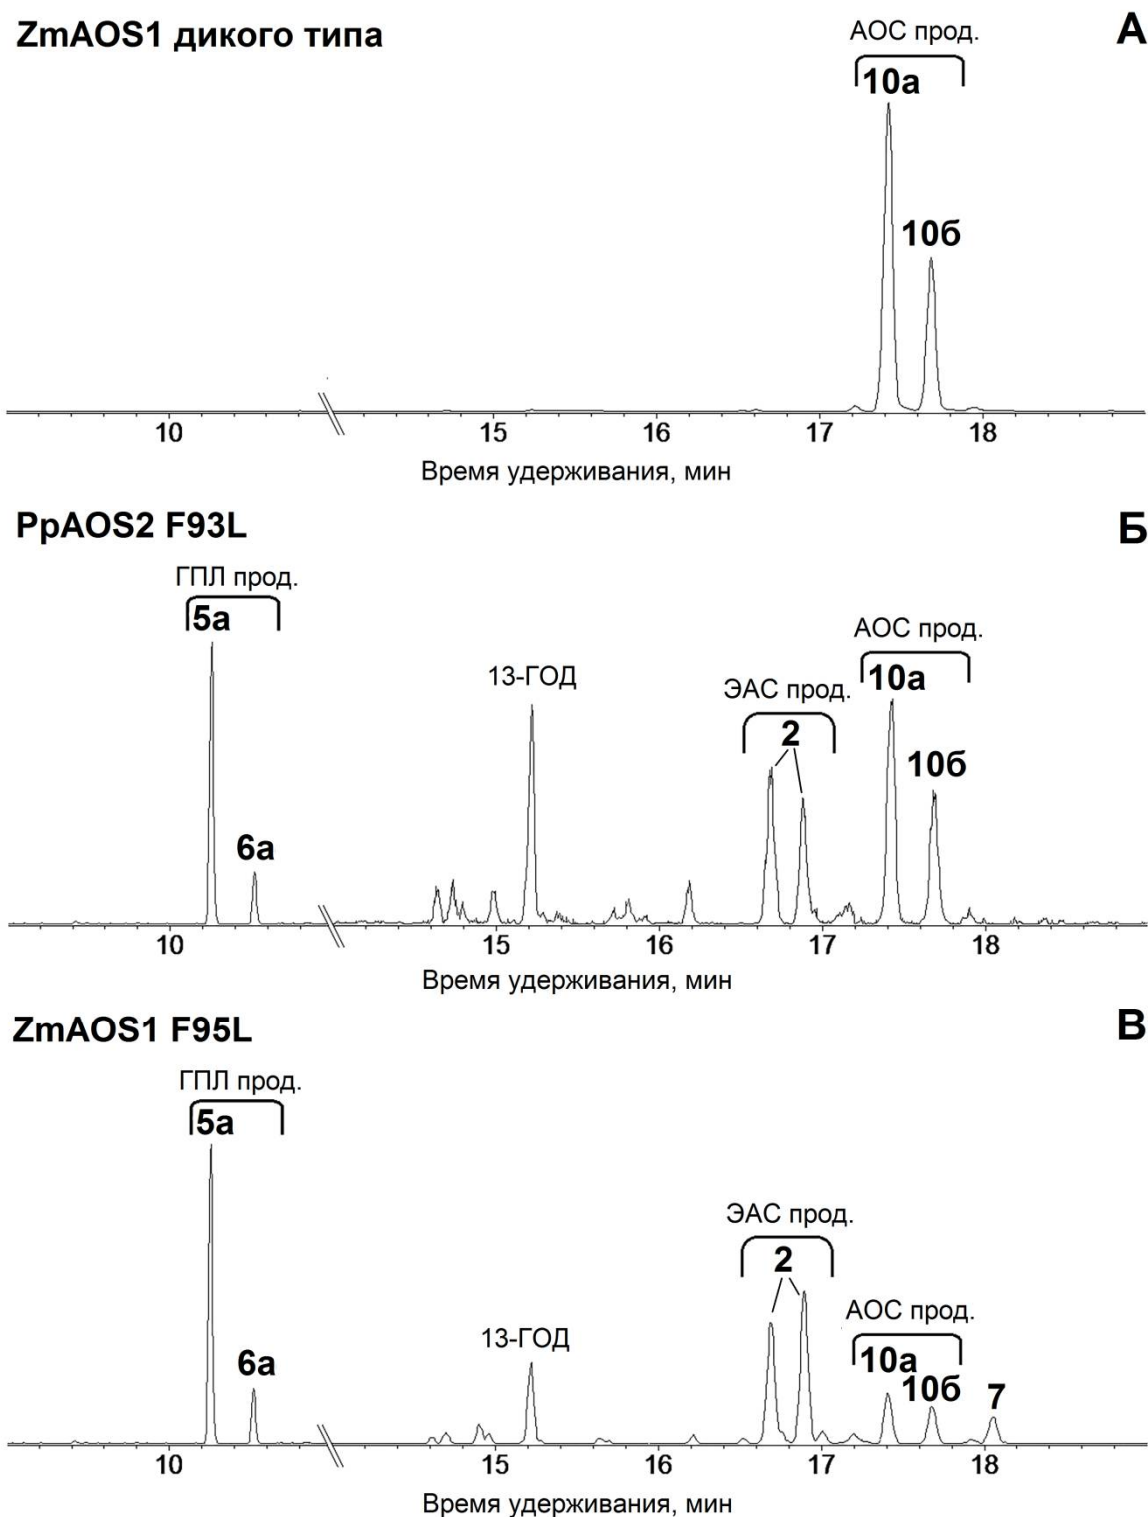 ZmAOS1 дикого типа
А
АОС прод.
10а
10б
10 15 16 17 18
Время удерживания, мин
PpAOS2 F93L
Б
ГПЛ прод.
5а
6а
13-ГОД
ЭАС прод.
2
АОС прод.
10а
10б
10 15 16 17 18
Время удерживания, мин
ZmAOS1 F95L
В
ГПЛ прод.
5а
6а
13-ГОД
ЭАС прод.
2
АОС прод.
10а
10б
7
10 15 16 17 18
Время удерживания, мин